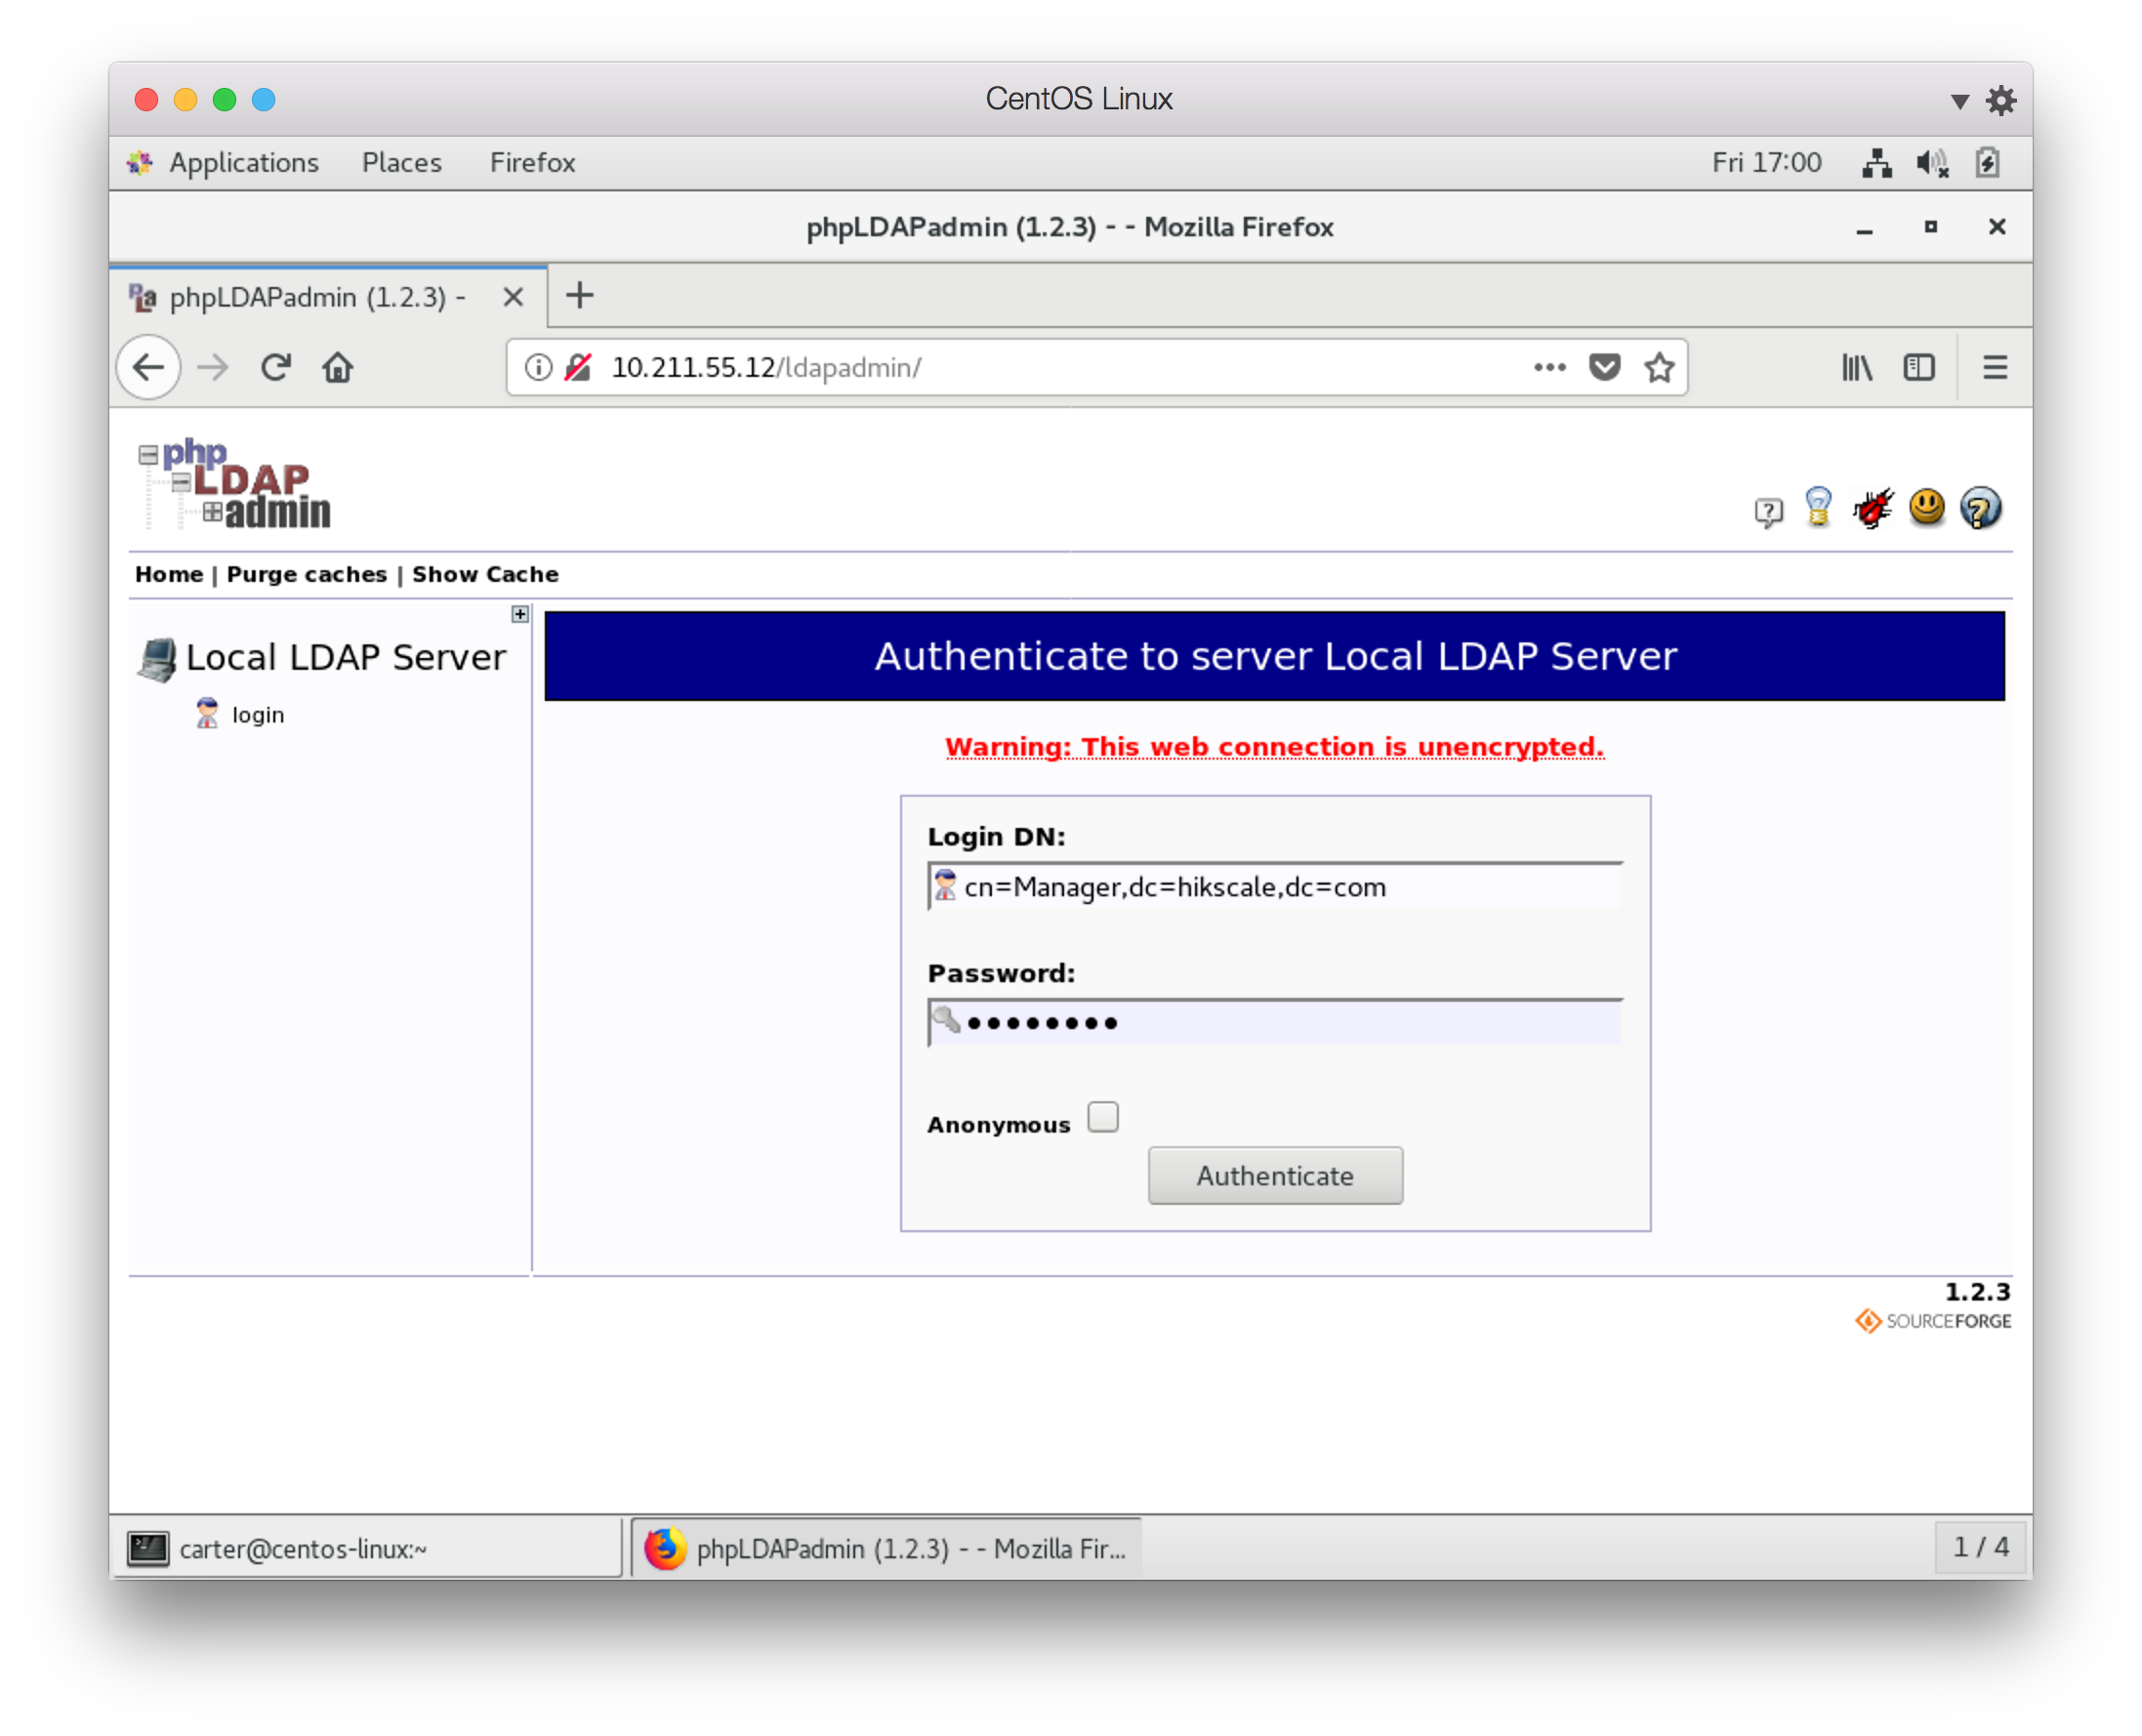 CentOS Linux
Applications Places Firefox Fri 17:00
phpLDAPadmin (1.2.3) - - Mozilla Firefox
phpLDAPadmin (1.2.3) -
10.211.55.12/ldapadmin/
php
LDAP
admin
Home | Purge caches | Show Cache
Local LDAP Server
login
Authenticate to server Local LDAP Server
Warning: This web connection is unencrypted.
Login DN:
cn=Manager,dc=hikscale,dc=com
Password:
••••••••
Anonymous
Authenticate
1.2.3
SOURCEFORGE
carter@centos-linux:~ phpLDAPadmin (1.2.3) - - Mozilla Fir... 1 / 4